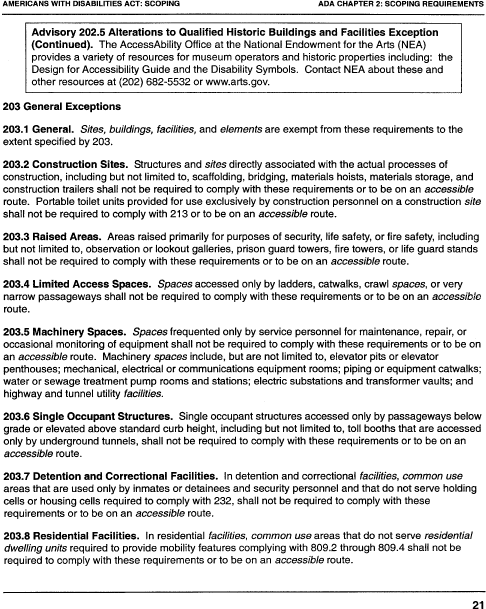 AMERICANS WITH DISABILITIES ACT: SCOPING ADA CHAPTER 2: SCOPING REQUIREMENTS
Advisory 202.5 Alterations to Qualified Historic Buildings and Facilities Exception
(Continued). The AccessAbility Office at the National Endowment for the Arts (NEA)
provides a variety of resources for museum operators and historic properties including: the
Design for Accessibility Guide and the Disability Symbols. Contact NEA about these and
other resources at (202) 682-5532 or www.arts.gov.
203 General Exceptions
203.1 General. Sites, buildings, facilities, and elements are exempt from these requirements to the
extent specified by 203.
203.2 Construction Sites. Structures and sites directly associated with the actual processes of
construction, including but not limited to, scaffolding, bridging, materials hoists, materials storage, and
construction trailers shall not be required to comply with these requirements or to be on an accessible
route. Portable toilet units provided for use exclusively by construction personnel on a construction site
shall not be required to comply with 213 or to be on an accessible route.
203.3 Raised Areas. Areas raised primarily for purposes of security, life safety, or fire safety, including
but not limited to, observation or lookout galleries, prison guard towers, fire towers, or life guard stands
shall not be required to comply with these requirements or to be on an accessible route.
203.4 Limited Access Spaces. Spaces accessed only by ladders, catwalks, crawl spaces, or very
narrow passageways shall not be required to comply with these requirements or to be on an accessible
route.
203.5 Machinery Spaces. Spaces frequented only by service personnel for maintenance, repair, or
occasional monitoring of equipment shall not be required to comply with these requirements or to be on
an accessible route. Machinery spaces include, but are not limited to, elevator pits or elevator
penthouses; mechanical, electrical or communications equipment rooms; piping or equipment catwalks;
water or sewage treatment pump rooms and stations; electric substations and transformer vaults; and
highway and tunnel utility facilities.
203.6 Single Occupant Structures. Single occupant structures accessed only by passageways below
grade or elevated above standard curb height, including but not limited to, toll booths that are accessed
only by underground tunnels, shall not be required to comply with these requirements or to be on an
accessible route.
203.7 Detention and Correctional Facilities. In detention and correctional facilities, common use
areas that are used only by inmates or detainees and security personnel and that do not serve holding
cells or housing cells required to comply with 232, shall not be required to comply with these
requirements or to be on an accessible route.
203.8 Residential Facilities. In residential facilities, common use areas that do not serve residential
dwelling units required to provide mobility features complying with 809.2 through 809.4 shall not be
required to comply with these requirements or to be on an accessible route.
21